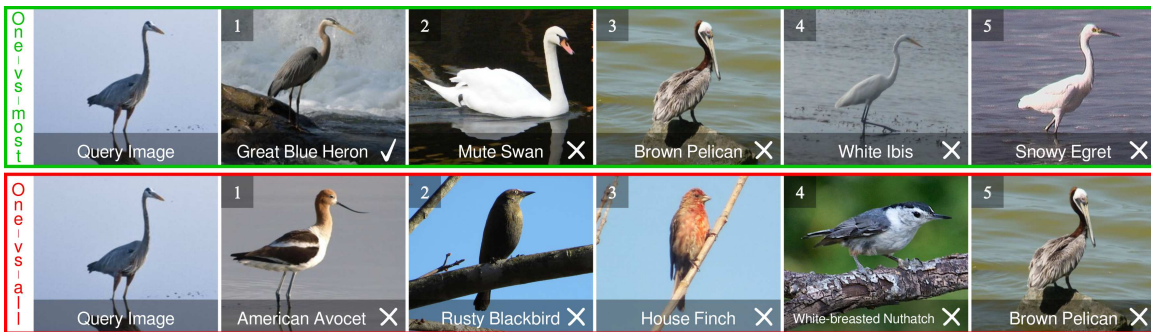 One-vs-most
Query Image
1
Great Blue Heron ✓
2
Mute Swan ✕
3
Brown Pelican ✕
4
White Ibis ✕
5
Snowy Egret ✕
One-vs-all
Query Image
1
American Avocet ✕
2
Rusty Blackbird ✕
3
House Finch ✕
4
White-breasted Nuthatch ✕
5
Brown Pelican ✕